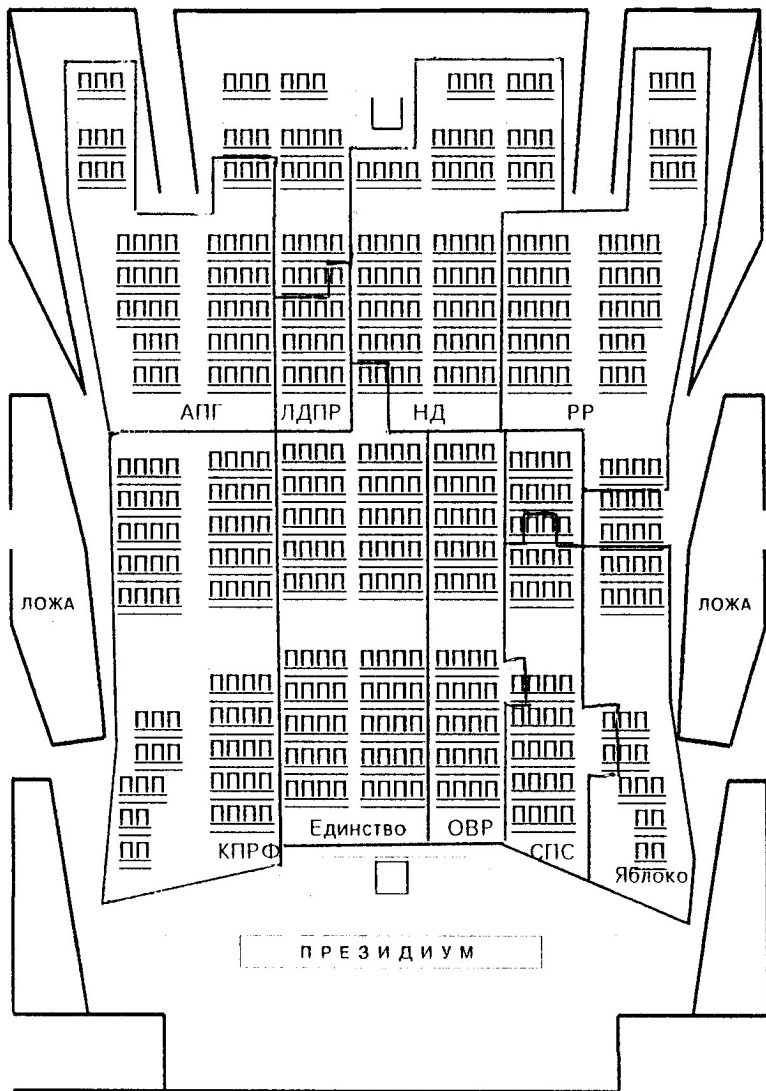 АПГ ЛДПР НД РР
ЛОЖА ЛОЖА
Единство ОВР
КПРФ СПС
Яблоко
ПРЕЗИДИУМ